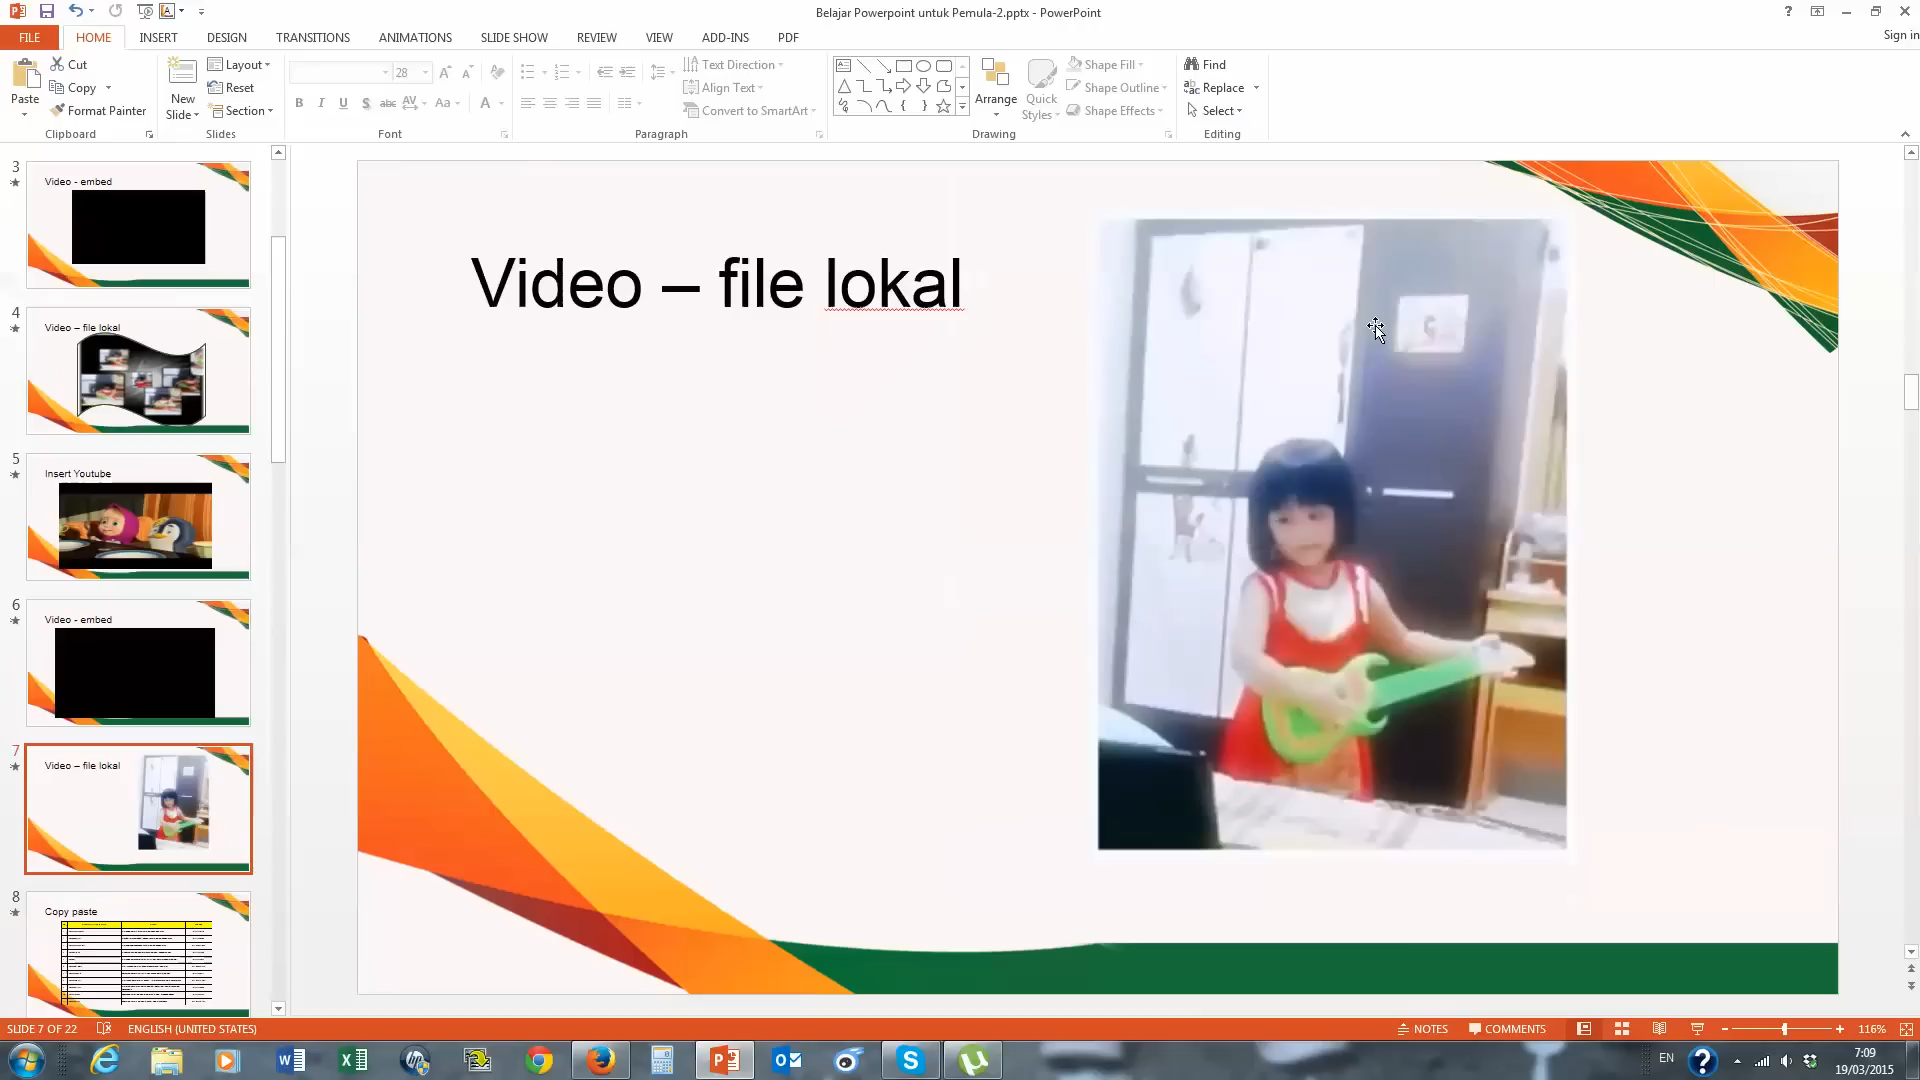 Belajar Powerpoint untuk Pemula-2.pptx - PowerPoint
Sign in
FILE HOME INSERT DESIGN TRANSITIONS ANIMATIONS SLIDE SHOW REVIEW VIEW ADD-INS PDF
Paste
Cut
Copy
Format Painter
Clipboard
New Slide
Layout
Reset
Section
Slides
28
Font
Text Direction
Align Text
Convert to SmartArt
Paragraph
Arrange
Quick Styles
Shape Fill
Shape Outline
Shape Effects
Drawing
Find
Replace
Select
Editing
3
Video - embed
4
Video – file lokal
5
Insert Youtube
6
Video - embed
7
Video – file lokal
8
Copy paste
Video – file lokal
SLIDE 7 OF 22 ENGLISH (UNITED STATES) NOTES COMMENTS 116%
EN
7:09
19/03/2015